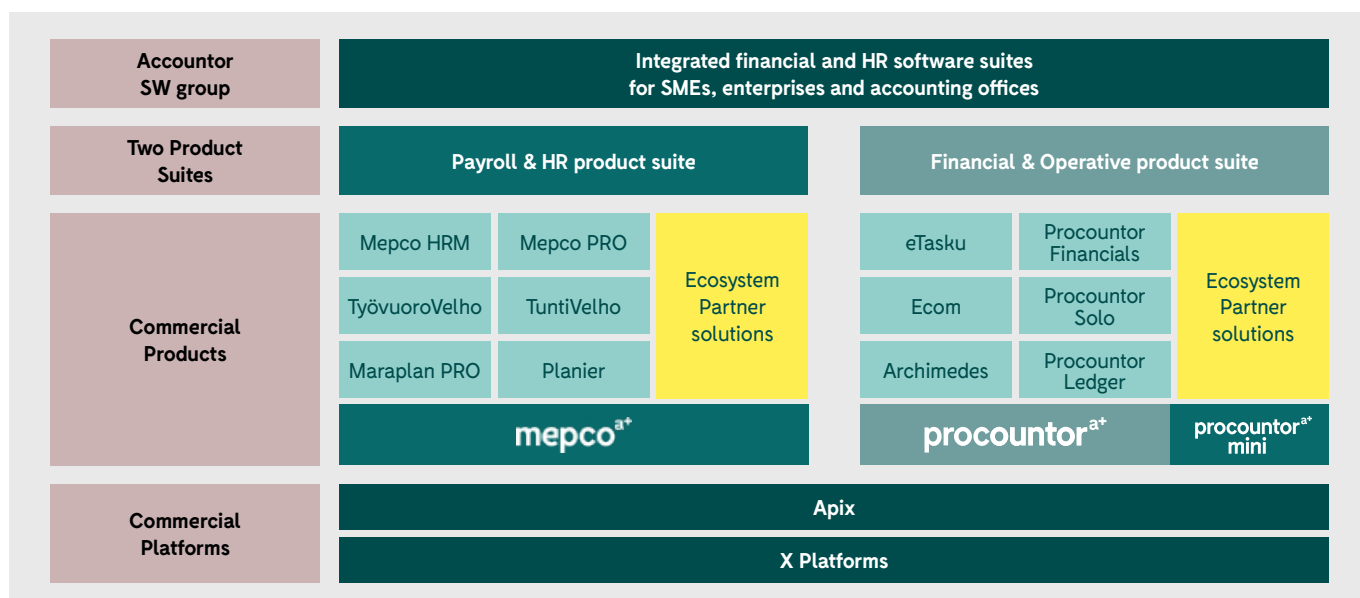 Accountor
SW group
Integrated financial and HR software suites
for SMEs, enterprises and accounting offices
Two Product
Suites
Payroll & HR product suite
Financial & Operative product suite
Commercial
Products
Mepco HRM
Mepco PRO
TyövuoroVelho
TuntiVelho
Maraplan PRO
Planier
Ecosystem
Partner
solutions
mepco a+
eTasku
Procountor
Financials
Ecom
Procountor
Solo
Archimedes
Procountor
Ledger
Ecosystem
Partner
solutions
procountor a+
procountor a+
mini
Commercial
Platforms
Apix
X Platforms